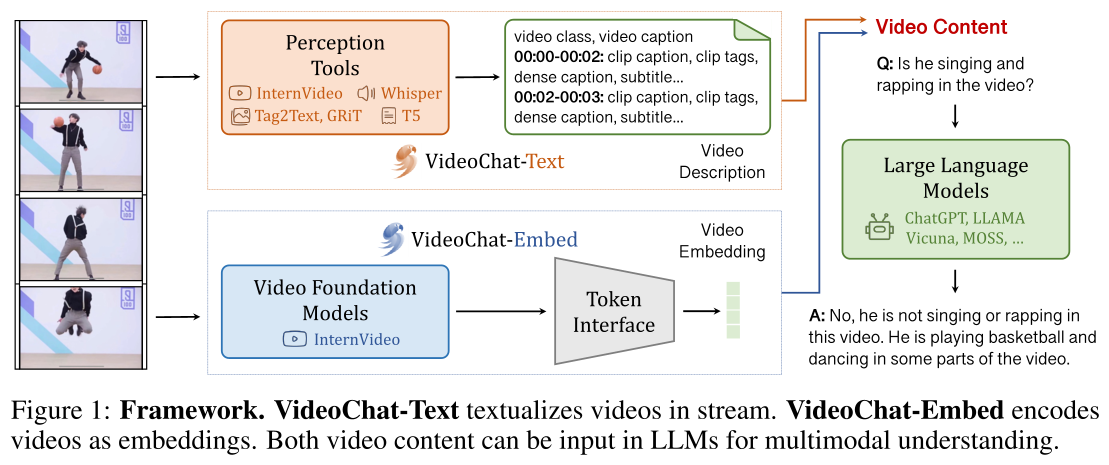 Perception
Tools
InternVideo
Whisper
Tag2Text, GRiT
T5
VideoChat-Text
video class, video caption
00:00-00:02: clip caption, clip tags,
dense caption, subtitle...
00:02-00:03: clip caption, clip tags,
dense caption, subtitle...
Video
Description
VideoChat-Embed
Video Foundation
Models
InternVideo
Token
Interface
Video
Embedding
Video Content
Q: Is he singing and
rapping in the video?
Large Language
Models
ChatGPT, LLAMA
Vicuna, MOSS, ...
A: No, he is not singing or rapping in
this video. He is playing basketball and
dancing in some parts of the video.
Figure 1: Framework. VideoChat-Text textualizes videos in stream. VideoChat-Embed encodes
videos as embeddings. Both video content can be input in LLMs for multimodal understanding.